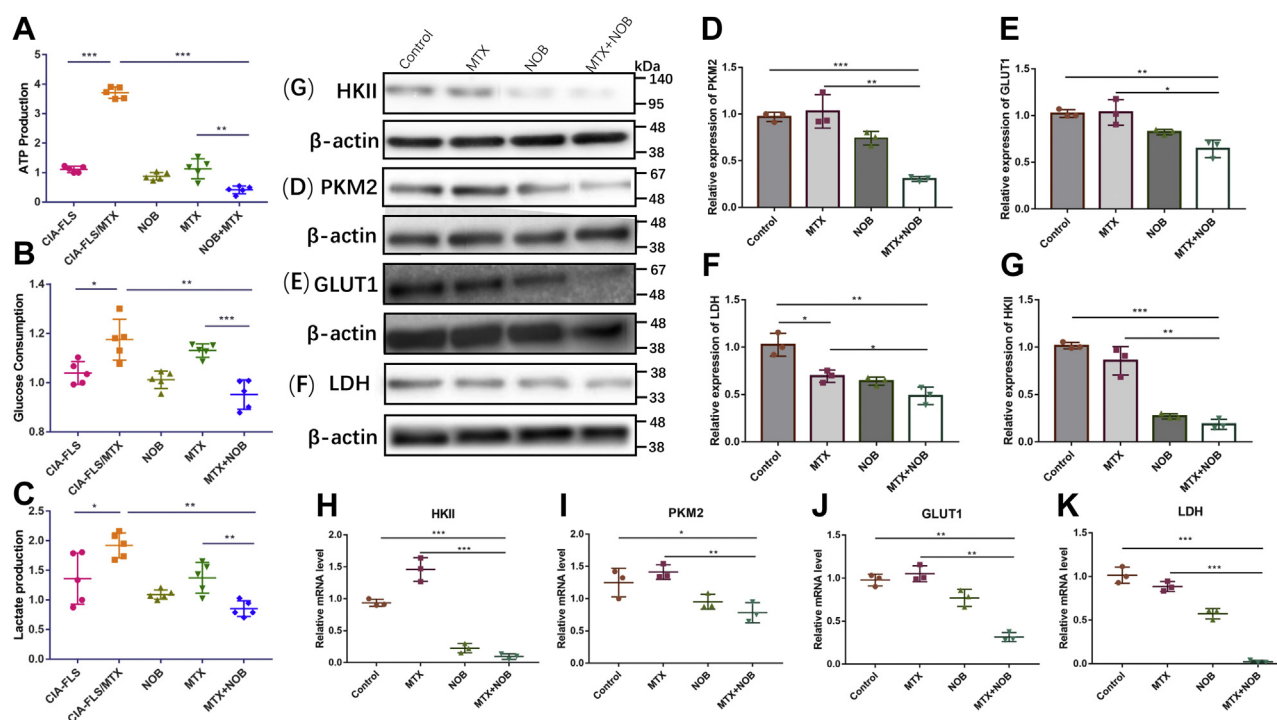 A
ATP Production
***
***
**
5
4
3
2
1
0
CIA-FLS
CIA-FLS/MTX
NOB
MTX
NOB+MTX
B
Glucose Consumption
*
**
***
1.4
1.2
1.0
0.8
CIA-FLS
CIA-FLS/MTX
NOB
MTX
MTX+NOB
C
Lactate production
*
**
**
2.5
2.0
1.5
1.0
0.5
0.0
CIA-FLS
CIA-FLS/MTX
NOB
MTX
MTX+NOB
Control
MTX
NOB
MTX+NOB
kDa
(G) HKII
140
95
β-actin
48
38
(D) PKM2
67
48
β-actin
48
38
(E) GLUT1
67
48
β-actin
48
38
(F) LDH
38
33
β-actin
48
38
D
Relative expression of PKM2
***
**
1.5
1.0
0.5
0.0
Control
MTX
NOB
MTX+NOB
E
Relative expression of GLUT1
**
*
1.5
1.0
0.5
0.0
Control
MTX
NOB
MTX+NOB
F
Relative expression of LDH
**
*
*
1.5
1.0
0.5
0.0
Control
MTX
NOB
MTX+NOB
G
Relative expression of HKII
***
**
1.5
1.0
0.5
0.0
Control
MTX
NOB
MTX+NOB
H
HKII
Relative mRNA level
***
***
2.0
1.5
1.0
0.5
0.0
Control
MTX
NOB
MTX+NOB
I
PKM2
Relative mRNA level
*
**
2.0
1.5
1.0
0.5
0.0
Control
MTX
NOB
MTX+NOB
J
GLUT1
Relative mRNA level
**
**
1.5
1.0
0.5
0.0
Control
MTX
NOB
MTX+NOB
K
LDH
Relative mRNA level
***
***
1.5
1.0
0.5
0.0
Control
MTX
NOB
MTX+NOB